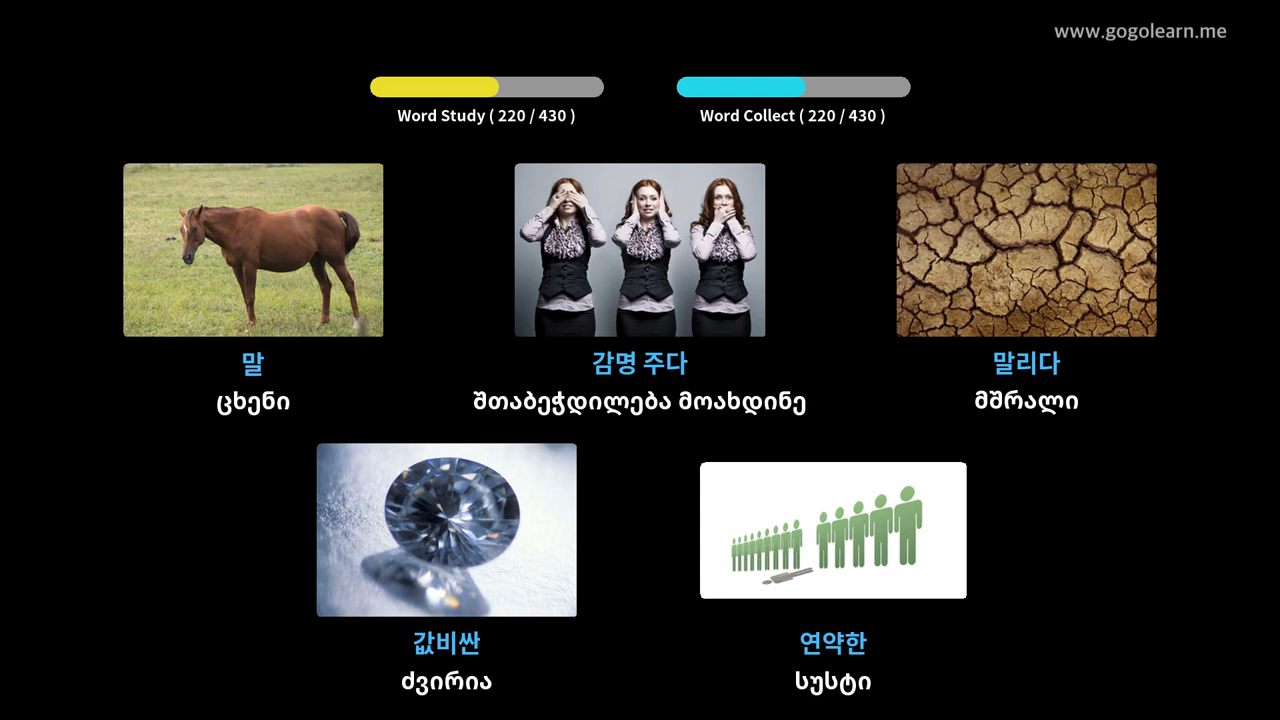 www.gogolearn.me
Word Study ( 220 / 430 )
Word Collect ( 220 / 430 )
말
ცხენი
감명 주다
შთაბეჭდილება მოახდინე
말리다
მშრალი
값비싼
ძვირია
연약한
სუსტი